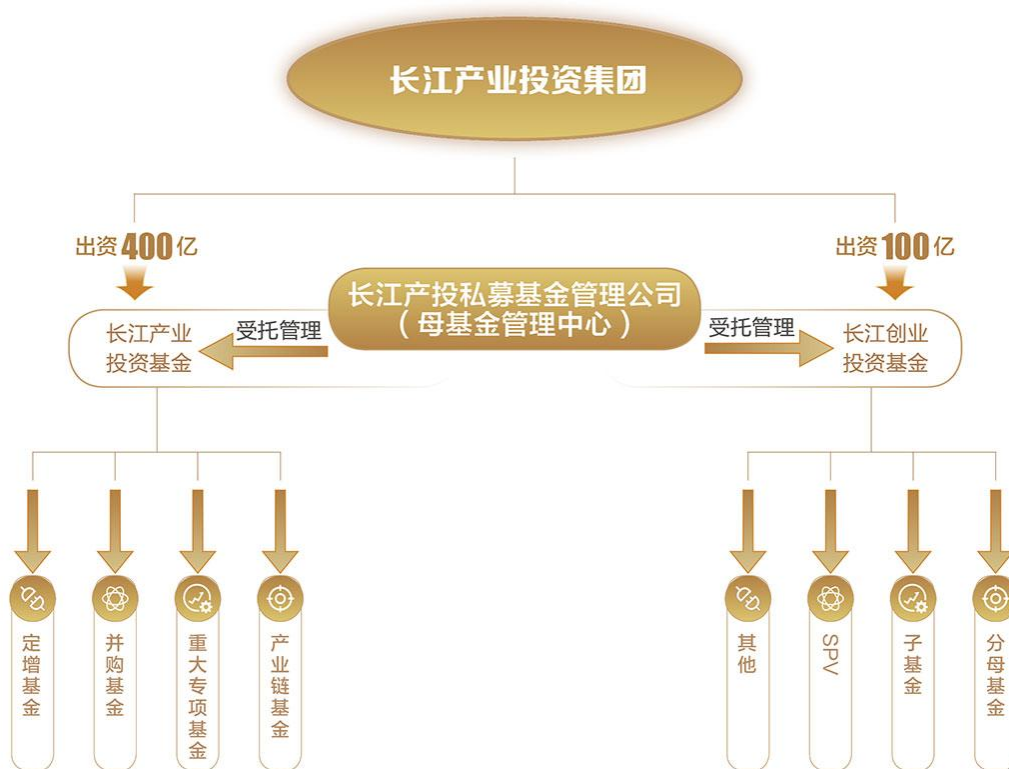 长江产业投资集团
出资400亿
出资100亿
长江产投私募基金管理公司
（母基金管理中心）
长江产业
投资基金
受托管理
受托管理
长江创业
投资基金
定增基金
并购基金
重大专项基金
产业链基金
其他
SPV
子基金
分母基金